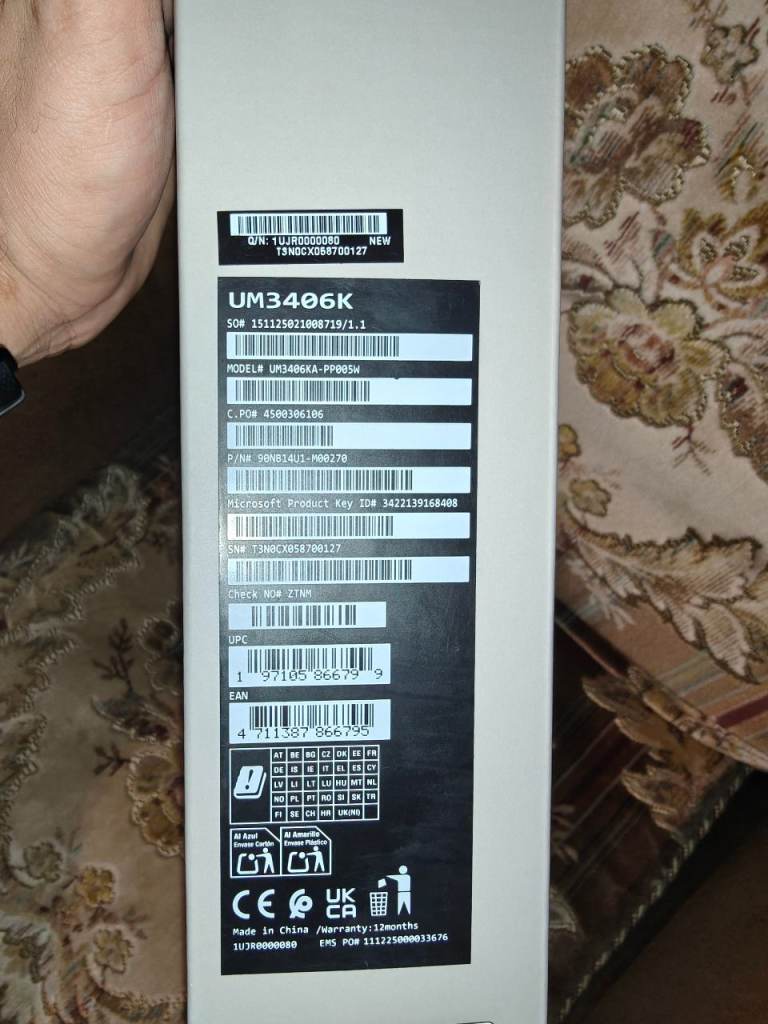 Q/N: 1UJR0000080 NEW
T3N0CX058700127
UM3406K
SO# 151125021008719/1.1
MODEL# UM3406KA-PP005W
C.PO# 4500306106
P/N# 90NB14U1-M00270
Microsoft Product Key ID# 3422139168408
SN# T3N0CX058700127
Check NO# ZTNM
UPC
1 97105 86679 9
EAN
4 711387 866795
AT BE BG CZ DK EE FR
DE IS IE IT EL ES CY
LV LI LT LU HU MT NL
NO PL PT RO SI SK TR
FI SE CH HR UK(NI)
Al Azul Al Amarillo
Envase Cartón Envase Plástico
CE UK CA
Made in China /Warranty:12months
1UJR0000080 EMS PO# 111225000033676